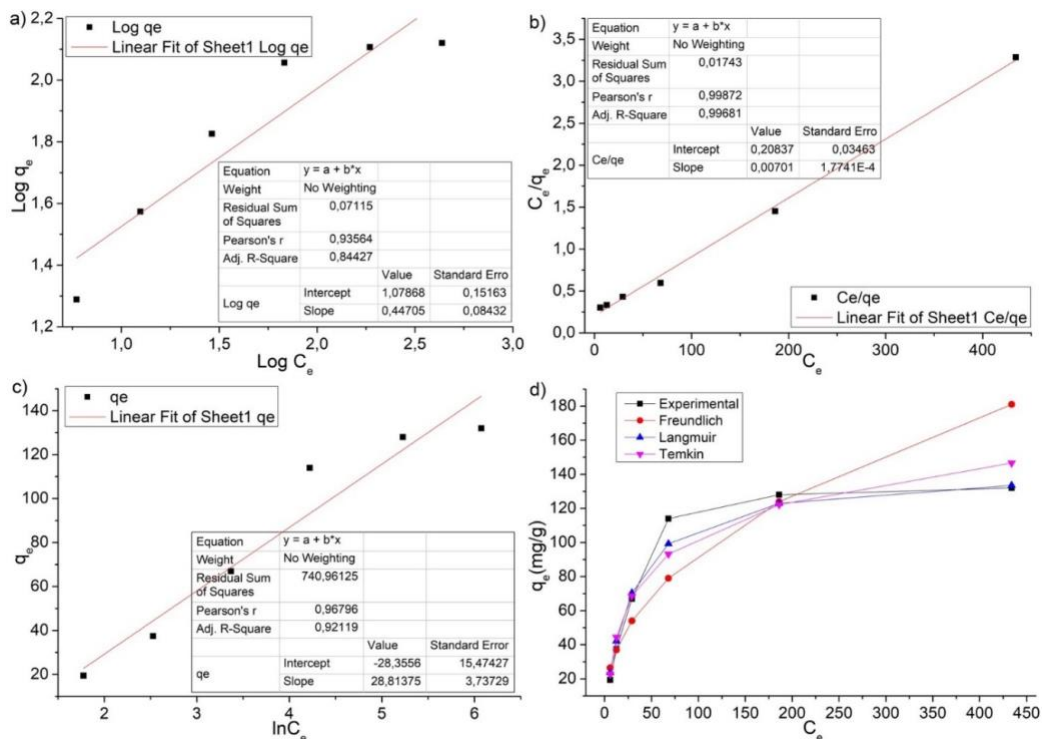 a)
Log qe
Linear Fit of Sheet1 Log qe
2,2
2,0
1,8
1,6
1,4
1,2
Log qe
Equation y = a + b*x
Weight No Weighting
Residual Sum of Squares 0,07115
Pearson's r 0,93564
Adj. R-Square 0,84427
Value Standard Erro
Log qe Intercept 1,07868 0,15163
Slope 0,44705 0,08432
1,0 1,5 2,0 2,5 3,0
Log Ce
b)
Equation y = a + b*x
Weight No Weighting
Residual Sum of Squares 0,01743
Pearson's r 0,99872
Adj. R-Square 0,99681
Value Standard Erro
Ce/qe Intercept 0,20837 0,03463
Slope 0,00701 1,7741E-4
3,5
3,0
2,5
2,0
1,5
1,0
0,5
0,0
Ce/qe
Ce/qe
Linear Fit of Sheet1 Ce/qe
0 100 200 300 400
Ce
c)
qe
Linear Fit of Sheet1 qe
140
120
100
80
60
40
20
qe
Equation y = a + b*x
Weight No Weighting
Residual Sum of Squares 740,96125
Pearson's r 0,96796
Adj. R-Square 0,92119
Value Standard Error
qe Intercept -28,3556 15,47427
Slope 28,81375 3,73729
2 3 4 5 6
lnCe
d)
Experimental
Freundlich
Langmuir
Temkin
180
160
140
120
100
80
60
40
20
qe(mg/g)
0 50 100 150 200 250 300 350 400 450
Ce